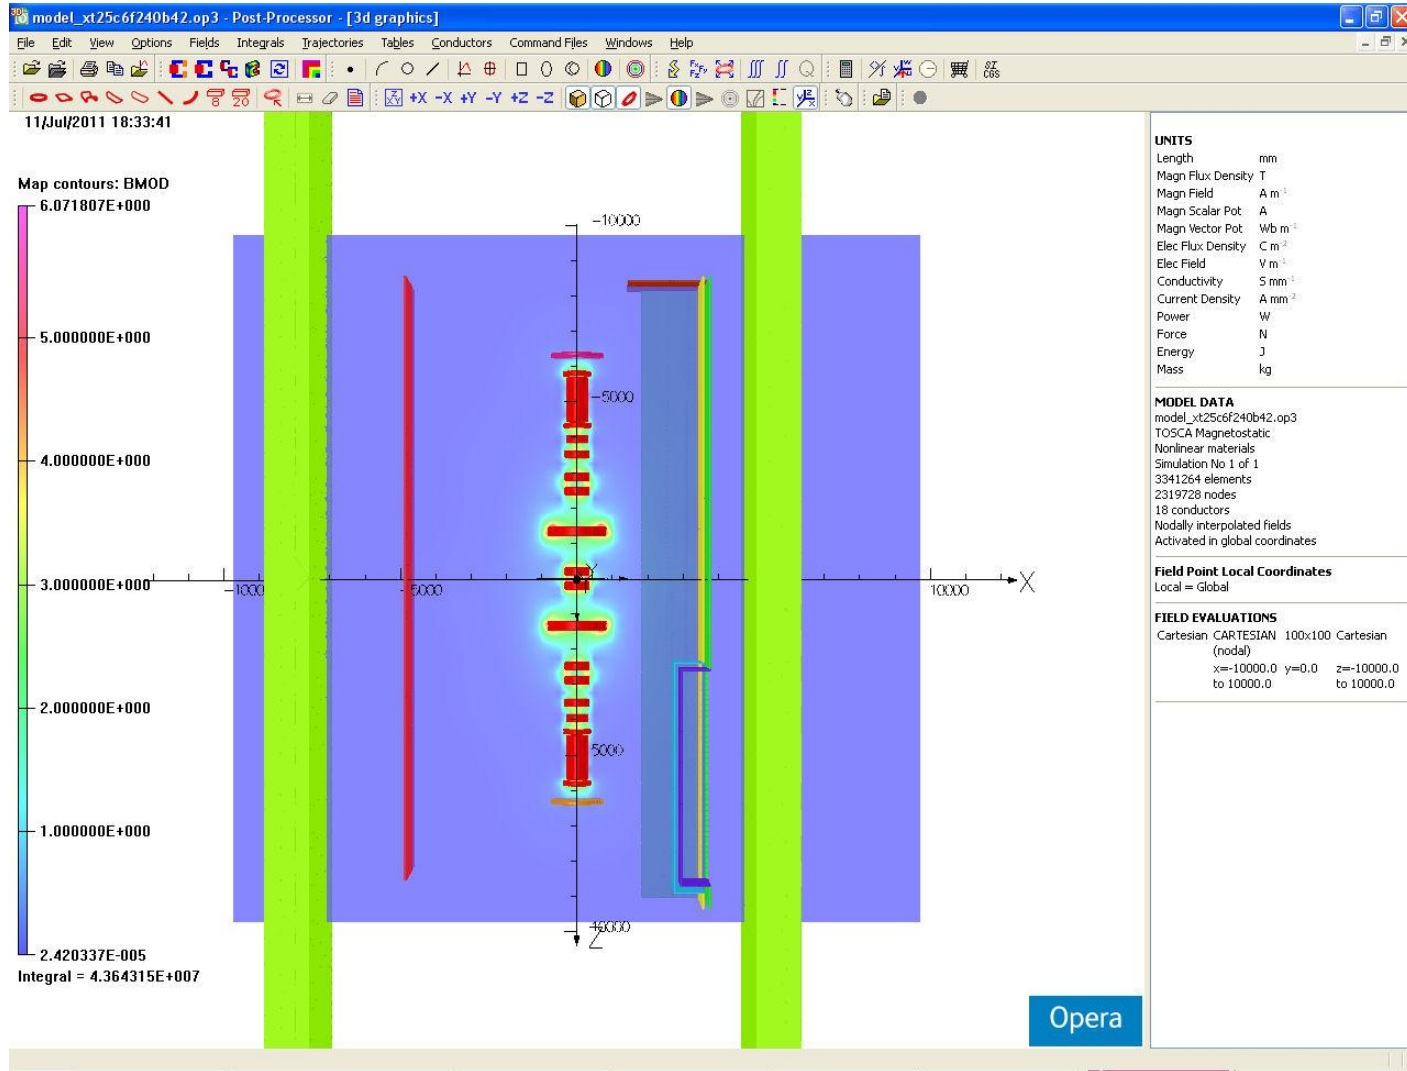 model_xt25c6f240b42.op3 - Post-Processor - [3d graphics]
File Edit View Options Fields Integrals Trajectories Tables Conductors Command Files Windows Help
+X -X +Y -Y +Z -Z
11/Jul/2011 18:33:41
Map contours: BMOD
6.071807E+000
5.000000E+000
4.000000E+000
3.000000E+000
2.000000E+000
1.000000E+000
2.420337E-005
Integral = 4.364315E+007
-10000
-5000
-1000
-5000
10000
X
5000
10000
Z
Opera
UNITS
Length mm
Magn Flux Density T
Magn Field A m⁻¹
Magn Scalar Pot A
Magn Vector Pot Wb m⁻¹
Elec Flux Density C m⁻²
Elec Field V m⁻¹
Conductivity S mm⁻¹
Current Density A mm⁻²
Power W
Force N
Energy J
Mass kg
MODEL DATA
model_xt25c6f240b42.op3
TOSCA Magnetostatic
Nonlinear materials
Simulation No 1 of 1
3341264 elements
2319728 nodes
18 conductors
Nodally interpolated fields
Activated in global coordinates
Field Point Local Coordinates
Local = Global
FIELD EVALUATIONS
Cartesian CARTESIAN 100x100 Cartesian
(nodal)
x=-10000.0 y=0.0 z=-10000.0
to 10000.0 to 10000.0